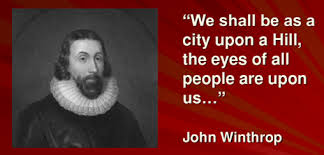 “We shall be as a
city upon a Hill,
the eyes of all
people are upon
us…”
John Winthrop